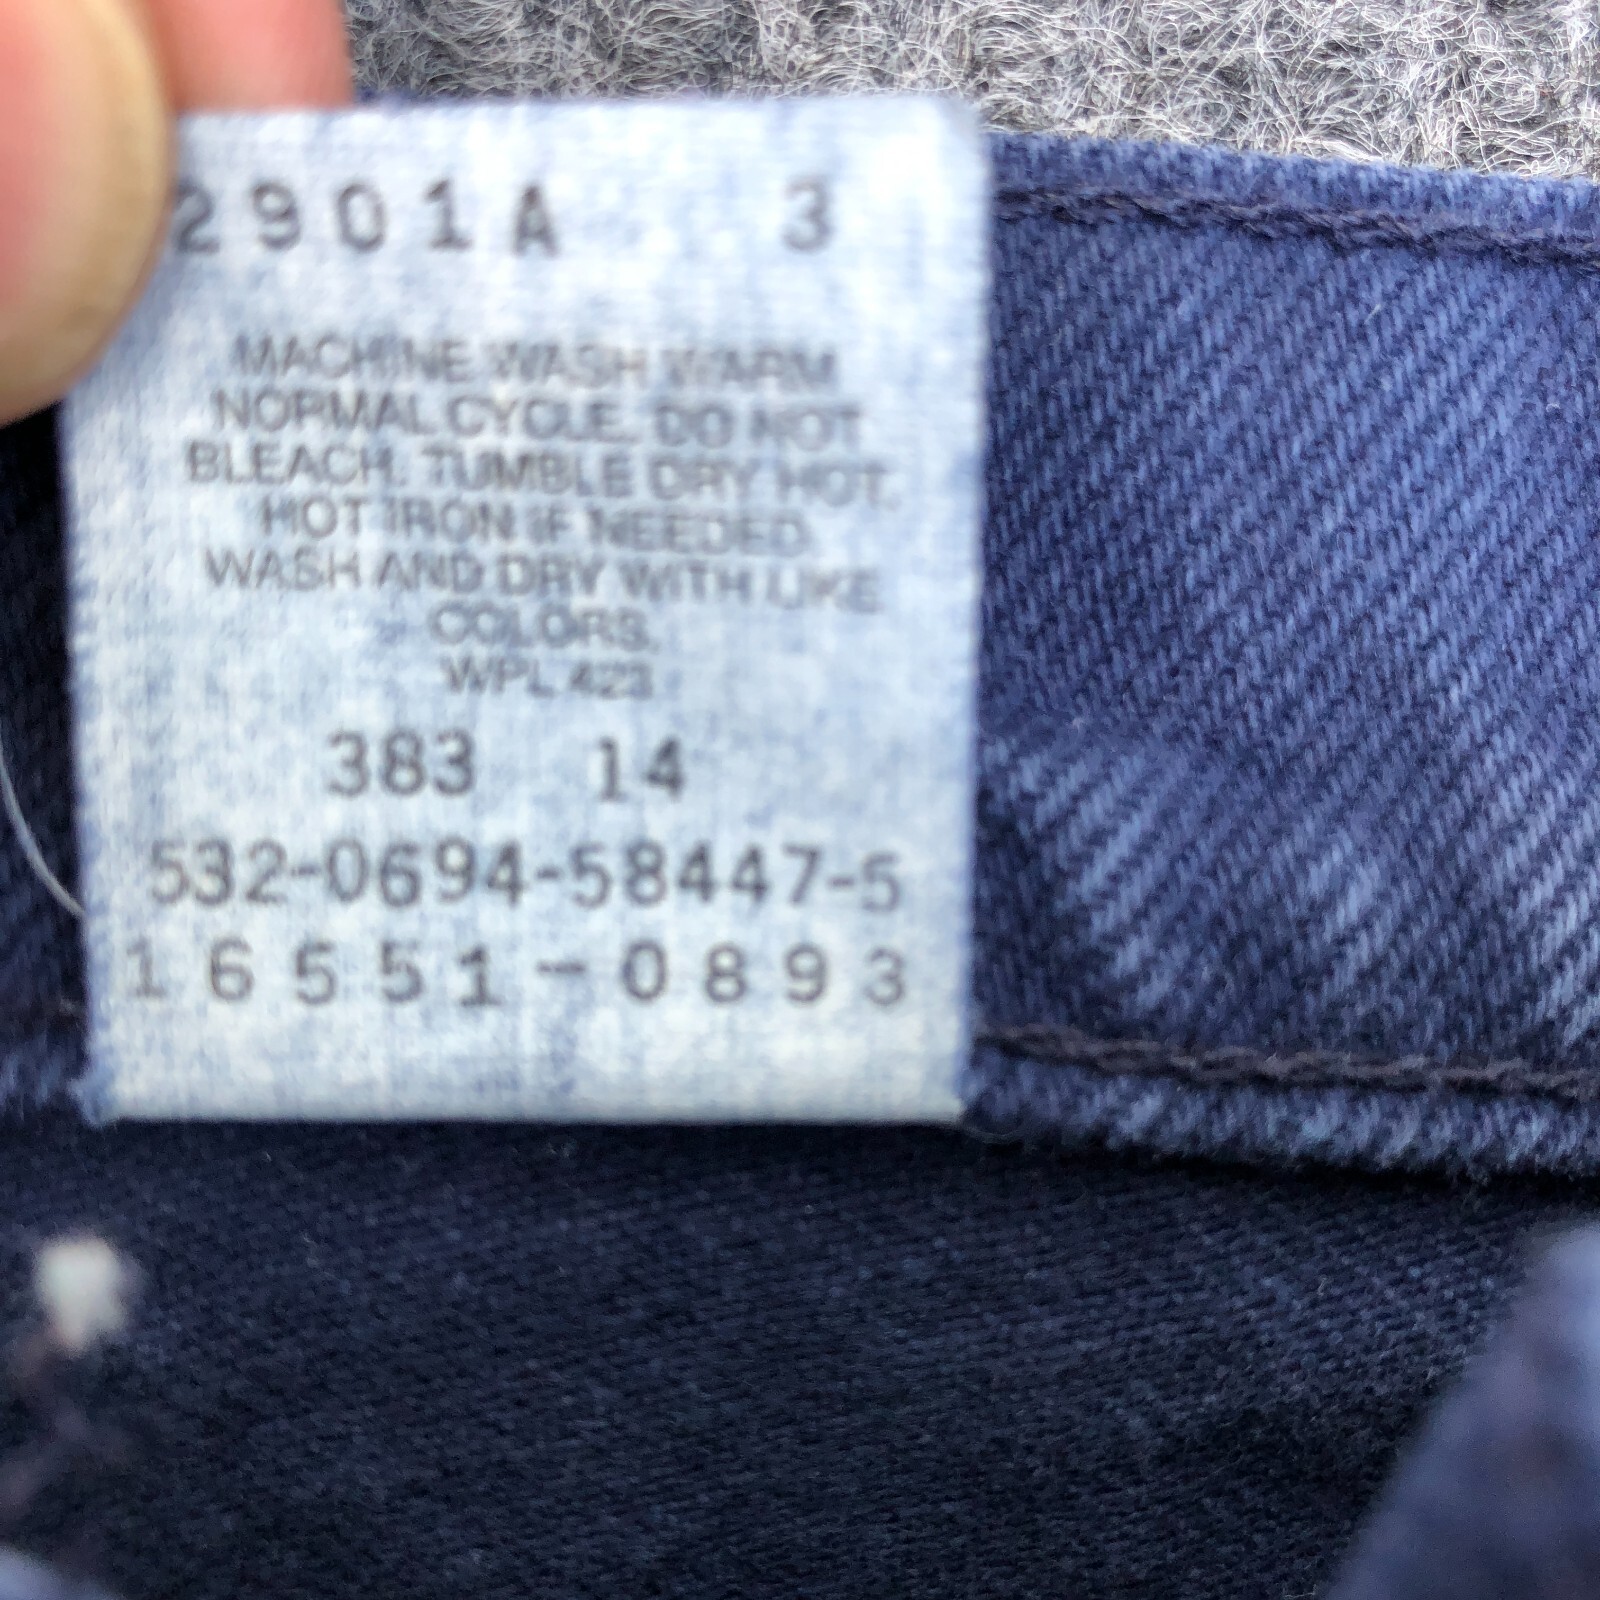 2901A 3
MACHINE WASH WARM
NORMAL CYCLE. DO NOT
BLEACH. TUMBLE DRY HOT.
HOT IRON IF NEEDED.
WASH AND DRY WITH LIKE
COLORS.
WPL 423
383 14
532-0694-58447-5
16551-0893